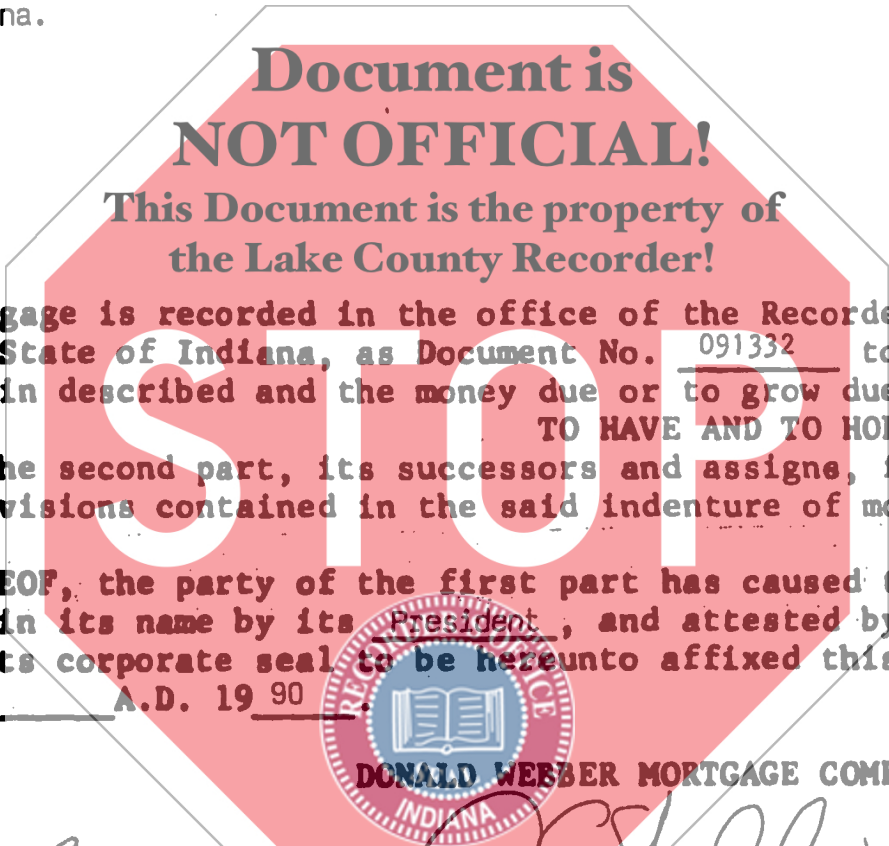 na.
Document is
NOT OFFICIAL!
This Document is the property of
the Lake County Recorder!
gage is recorded in the office of the Recorde
State of Indiana, as Document No. 091332 to
in described and the money due or to grow due
TO HAVE AND TO HOL
he second part, its successors and assigns,
visions contained in the said indenture of mo
STOP
EOF, the party of the first part has caused
in its name by its President, and attested by
ts corporate seal to be hereunto affixed this
A.D. 19 90.
RECORDER'S OFFICE
INDIANA
DONALD WEBBER MORTGAGE COMP